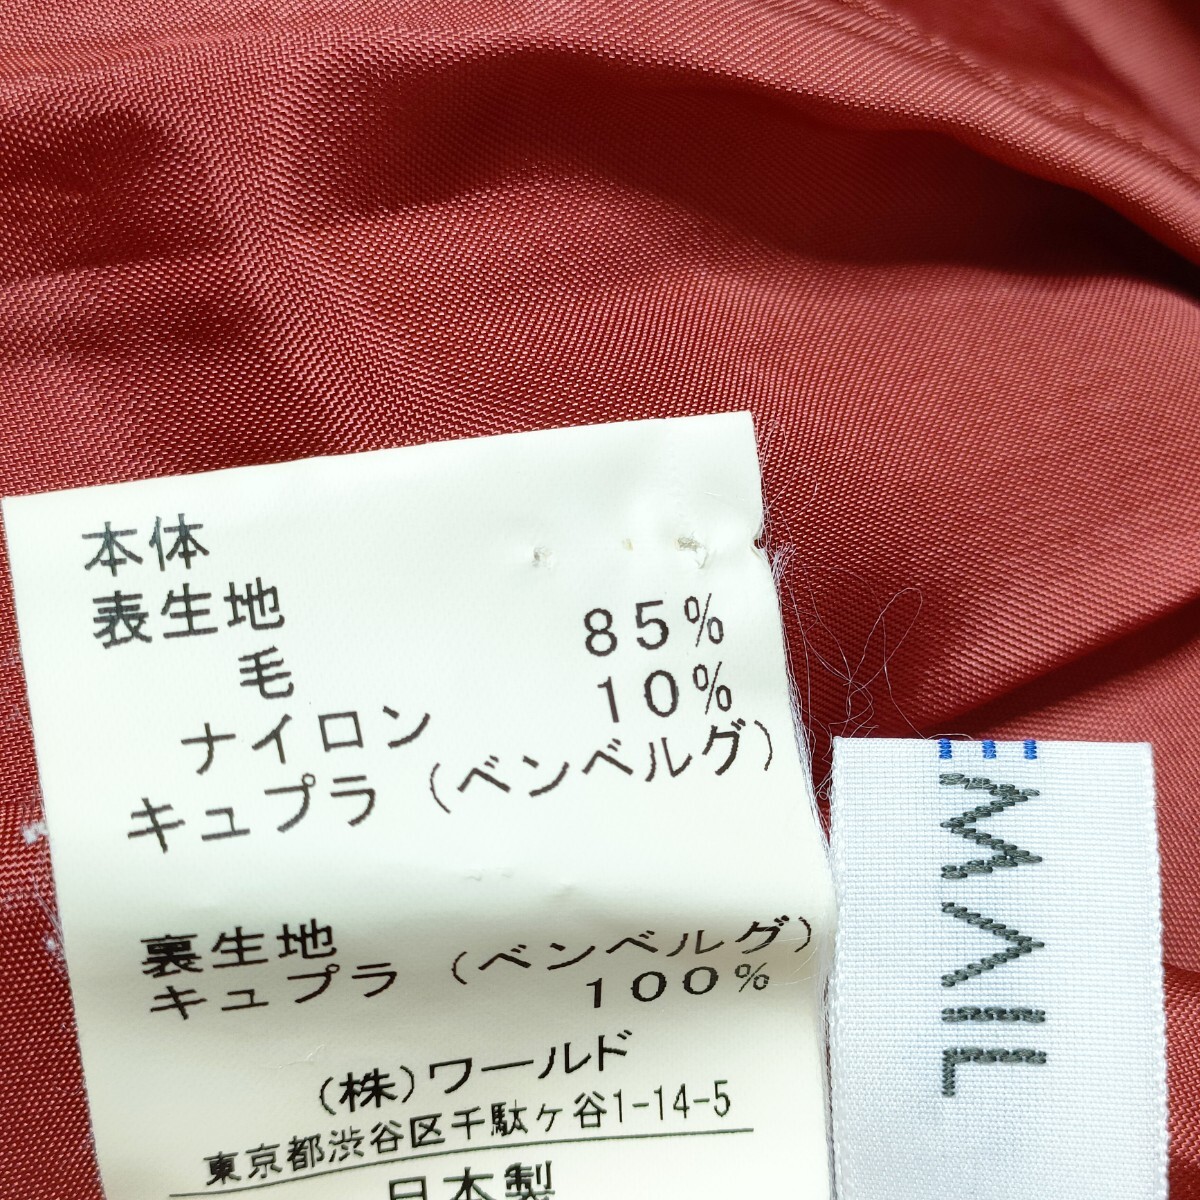 本体
表生地
毛 85%
ナイロン 10%
キュプラ (ベンベルグ)
裏生地
キュプラ (ベンベルグ)
100%
(株)ワールド
東京都渋谷区千駄ヶ谷1-14-5
日本製
EMAIL